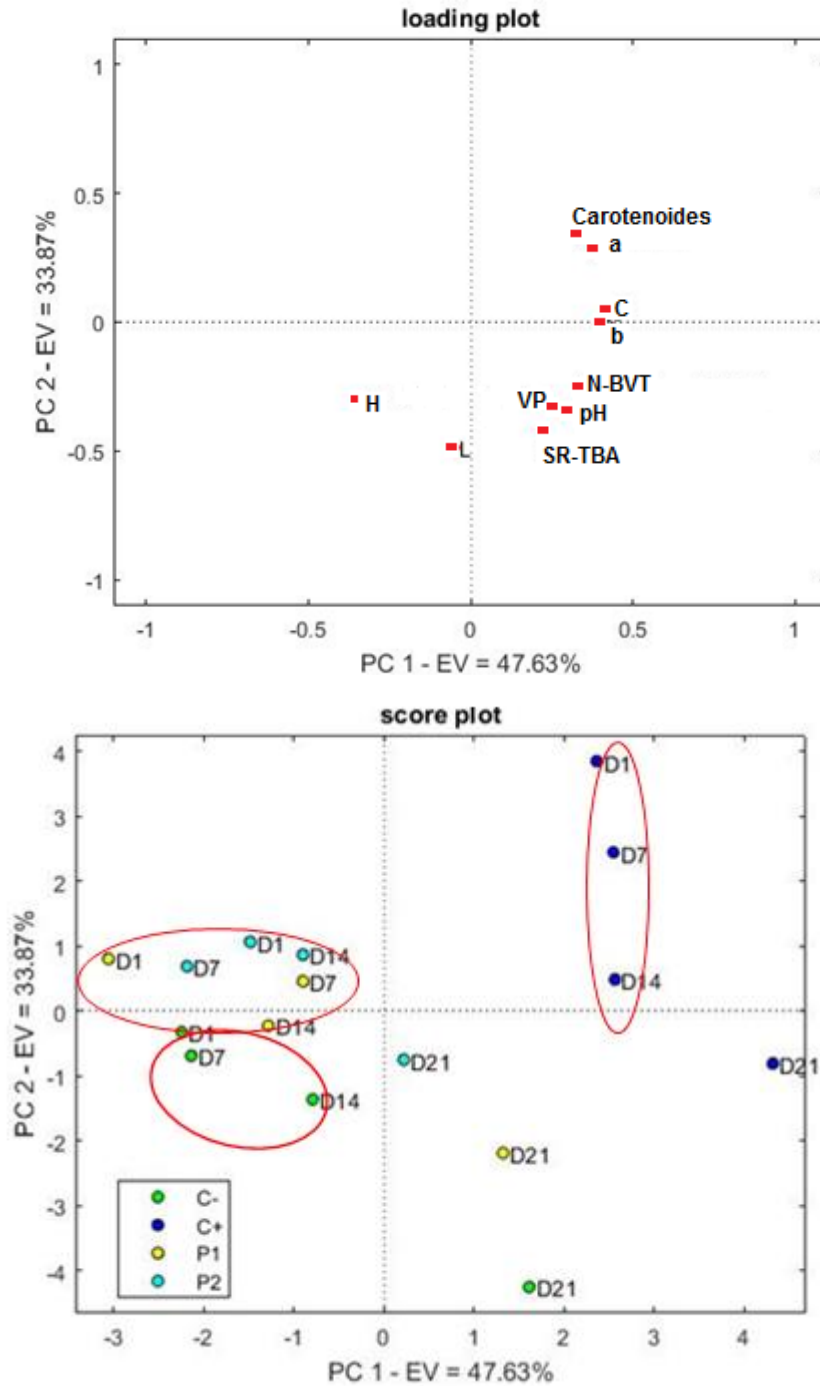 loading plot
1
0.5
0
-0.5
-1
PC 2 - EV = 33.87%
Carotenoides
a
C
b
N-BVT
VP
pH
H
SR-TBA
L
-1 -0.5 0 0.5 1
PC 1 - EV = 47.63%
score plot
4
3
2
1
0
-1
-2
-3
-4
PC 2 - EV = 33.87%
D1
D7
D1 D14
D1 D7 D7
D14
D1 D14
D7
D21 D21
D14
D21
D21
C-
C+
P1
P2
-3 -2 -1 0 1 2 3 4
PC 1 - EV = 47.63%